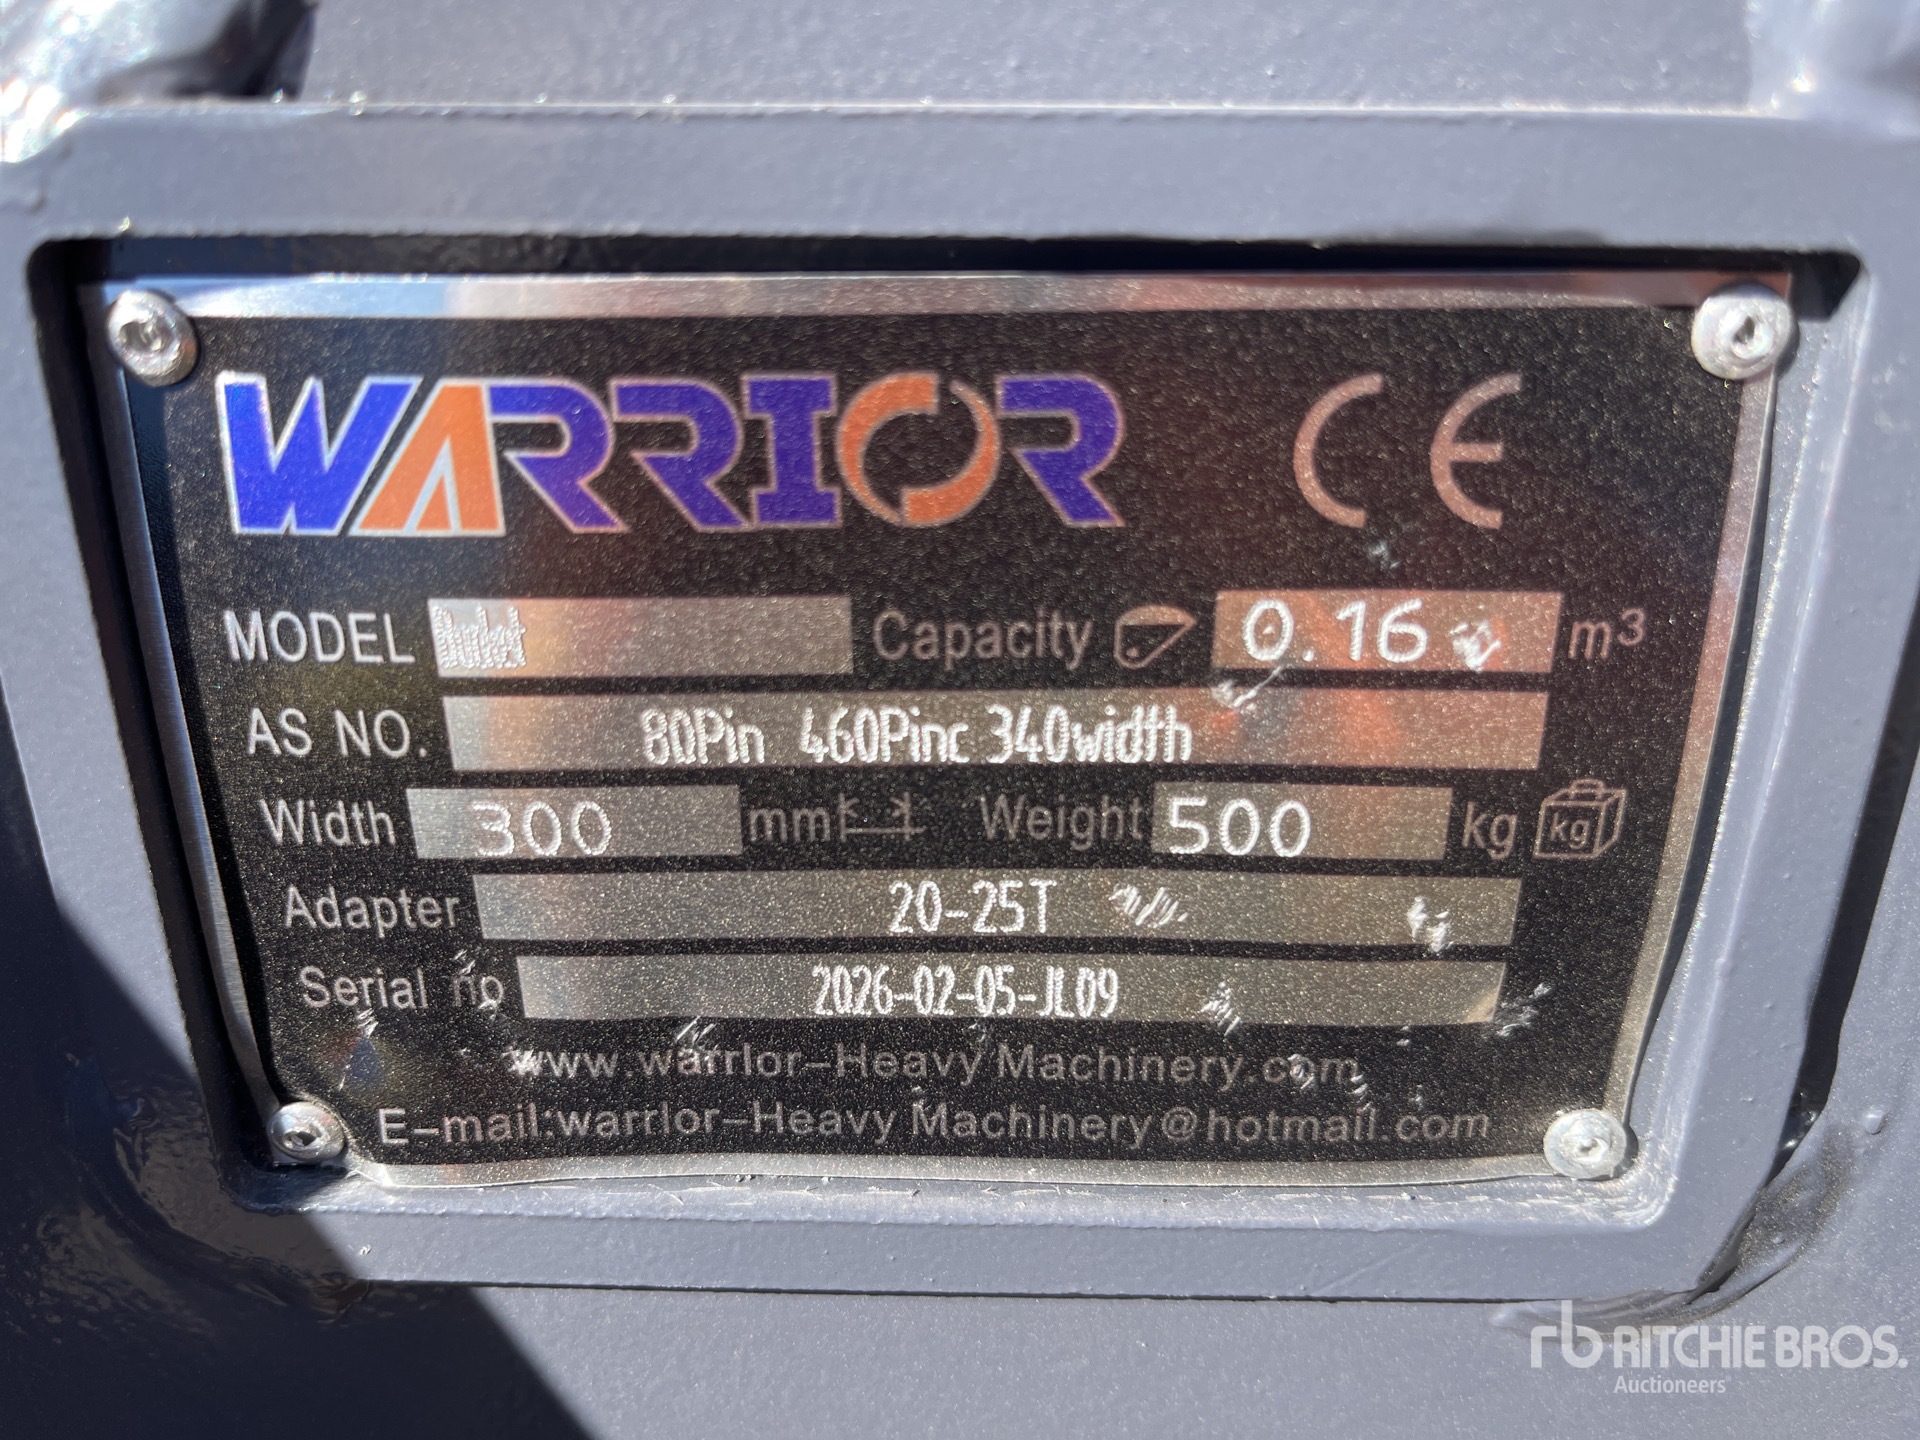 WARRIOR CE
MODEL Bucket Capacity 0.16 m³
AS NO. 80Pin 460Pinc 340width
Width 300 mm Weight 500 kg kg
Adapter 20-25T
Serial no 2026-02-05-JL09
www.warrIor-Heavy Machinery.com
E-mail:warrIor-Heavy Machinery@hotmaIl.com
rb RITCHIE BROS.
Auctioneers